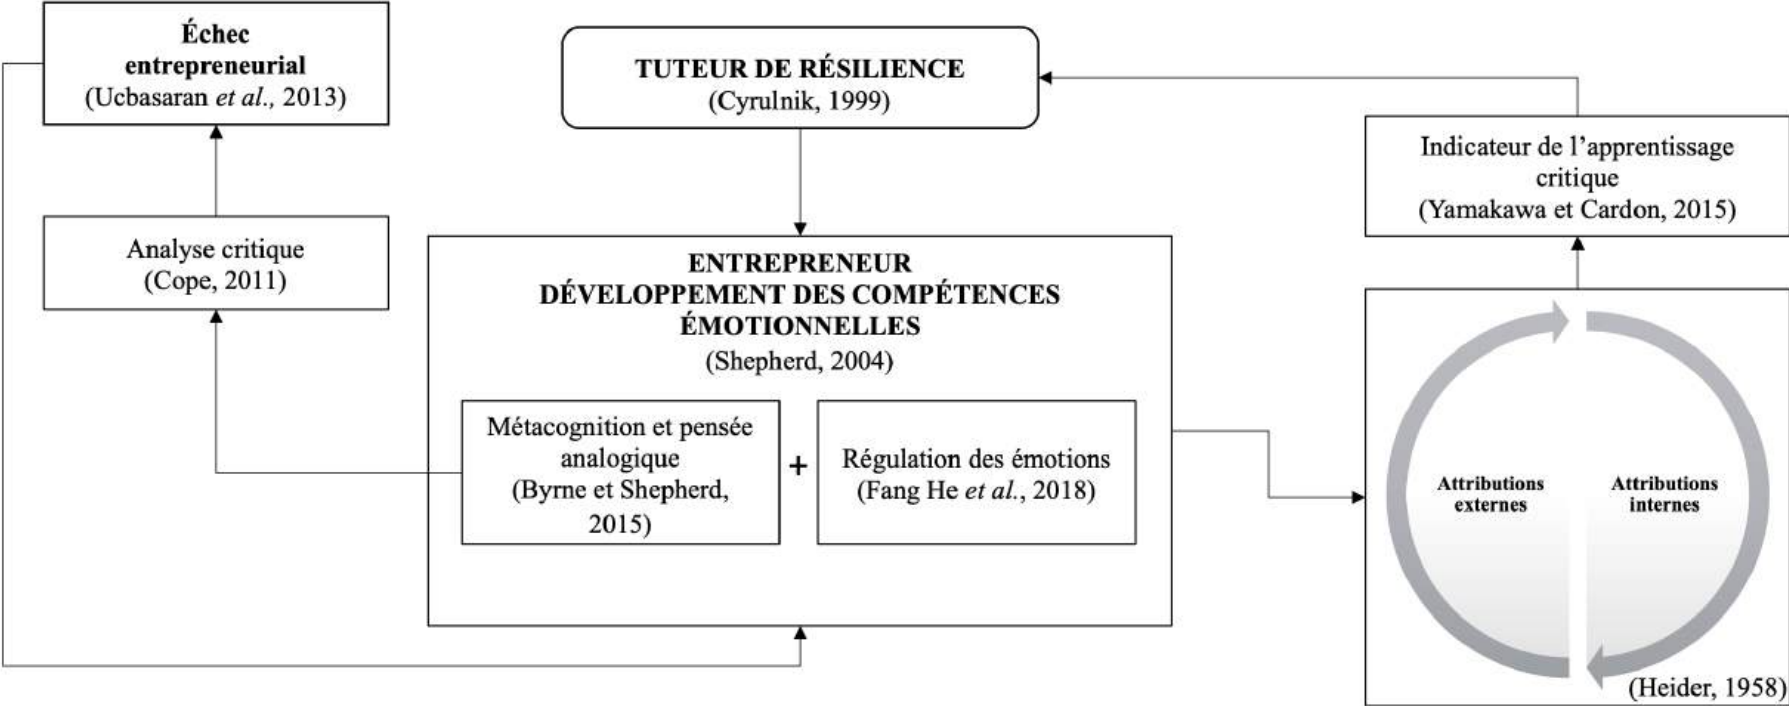 Échec
entrepreneurial
(Ucbasaran et al., 2013)
TUTEUR DE RÉSILIENCE
(Cyrulnik, 1999)
Indicateur de l’apprentissage
critique
(Yamakawa et Cardon, 2015)
Analyse critique
(Cope, 2011)
ENTREPRENEUR
DÉVELOPPEMENT DES COMPÉTENCES
ÉMOTIONNELLES
(Shepherd, 2004)
Métacognition et pensée
analogique
(Byrne et Shepherd,
2015)
+
Régulation des émotions
(Fang He et al., 2018)
Attributions
externes
Attributions
internes
(Heider, 1958)